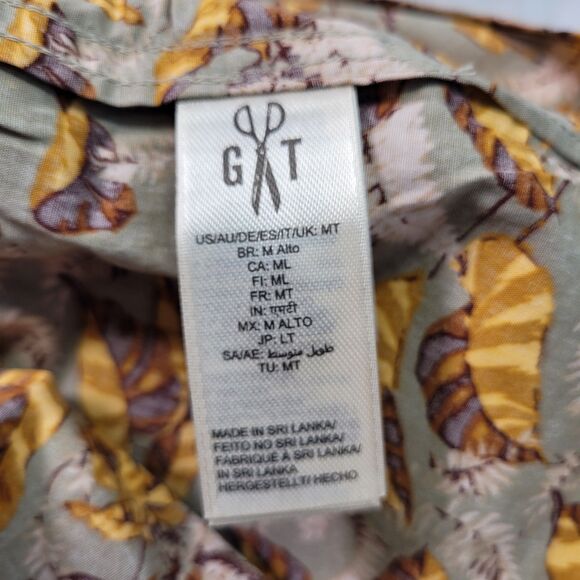 G T
US/AU/DE/ES/IT/UK: MT
BR: M Alto
CA: ML
FI: ML
FR: MT
IN: एमटी
MX: M ALTO
JP: LT
SA/AE: طويل متوسط
TU: MT
MADE IN SRI LANKA/
FEITO NO SRI LANKA/
FABRIQUÉ À SRI LANKA/
IN SRI LANKA
HERGESTELLT/ HECHO